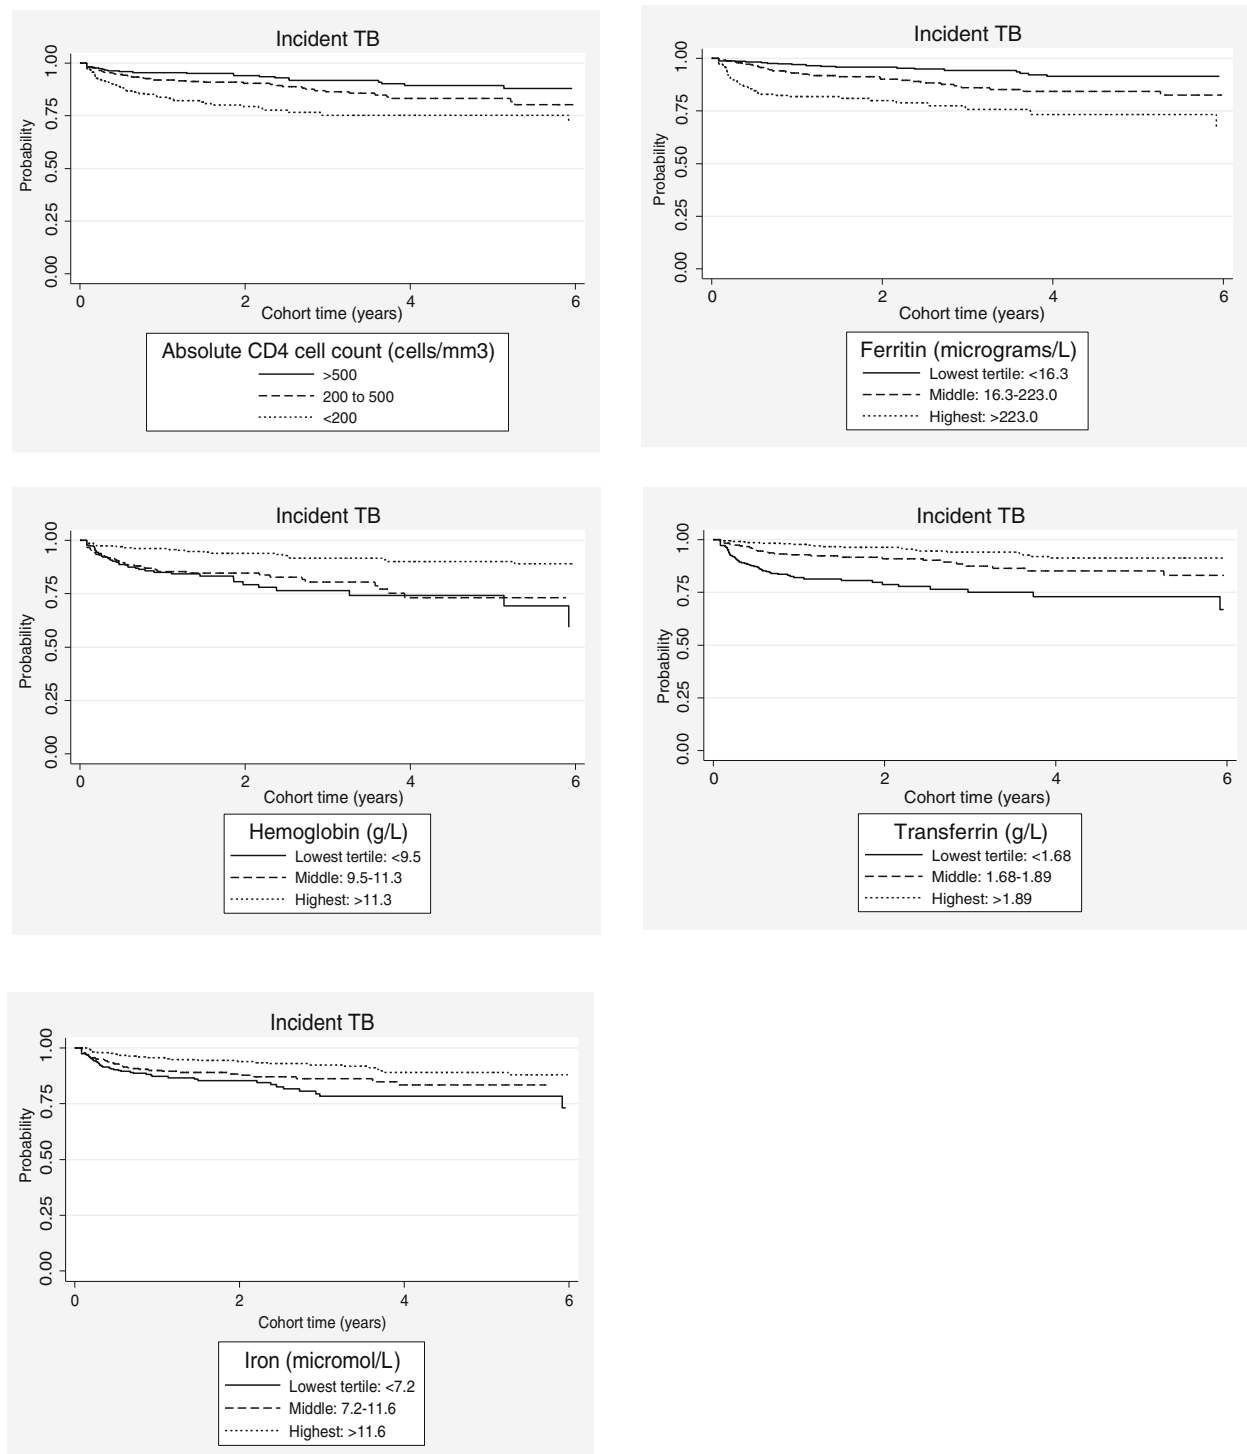 Incident TB
Probability
1.00
0.75
0.50
0.25
0.00
0 2 4 6
Cohort time (years)
Absolute CD4 cell count (cells/mm3)
>500
200 to 500
<200
Incident TB
Probability
1.00
0.75
0.50
0.25
0.00
0 2 4 6
Cohort time (years)
Ferritin (micrograms/L)
Lowest tertile: <16.3
Middle: 16.3-223.0
Highest: >223.0
Incident TB
Probability
1.00
0.75
0.50
0.25
0.00
0 2 4 6
Cohort time (years)
Hemoglobin (g/L)
Lowest tertile: <9.5
Middle: 9.5-11.3
Highest: >11.3
Incident TB
Probability
1.00
0.75
0.50
0.25
0.00
0 2 4 6
Cohort time (years)
Transferrin (g/L)
Lowest tertile: <1.68
Middle: 1.68-1.89
Highest: >1.89
Incident TB
Probability
1.00
0.75
0.50
0.25
0.00
0 2 4 6
Cohort time (years)
Iron (micromol/L)
Lowest tertile: <7.2
Middle: 7.2-11.6
Highest: >11.6